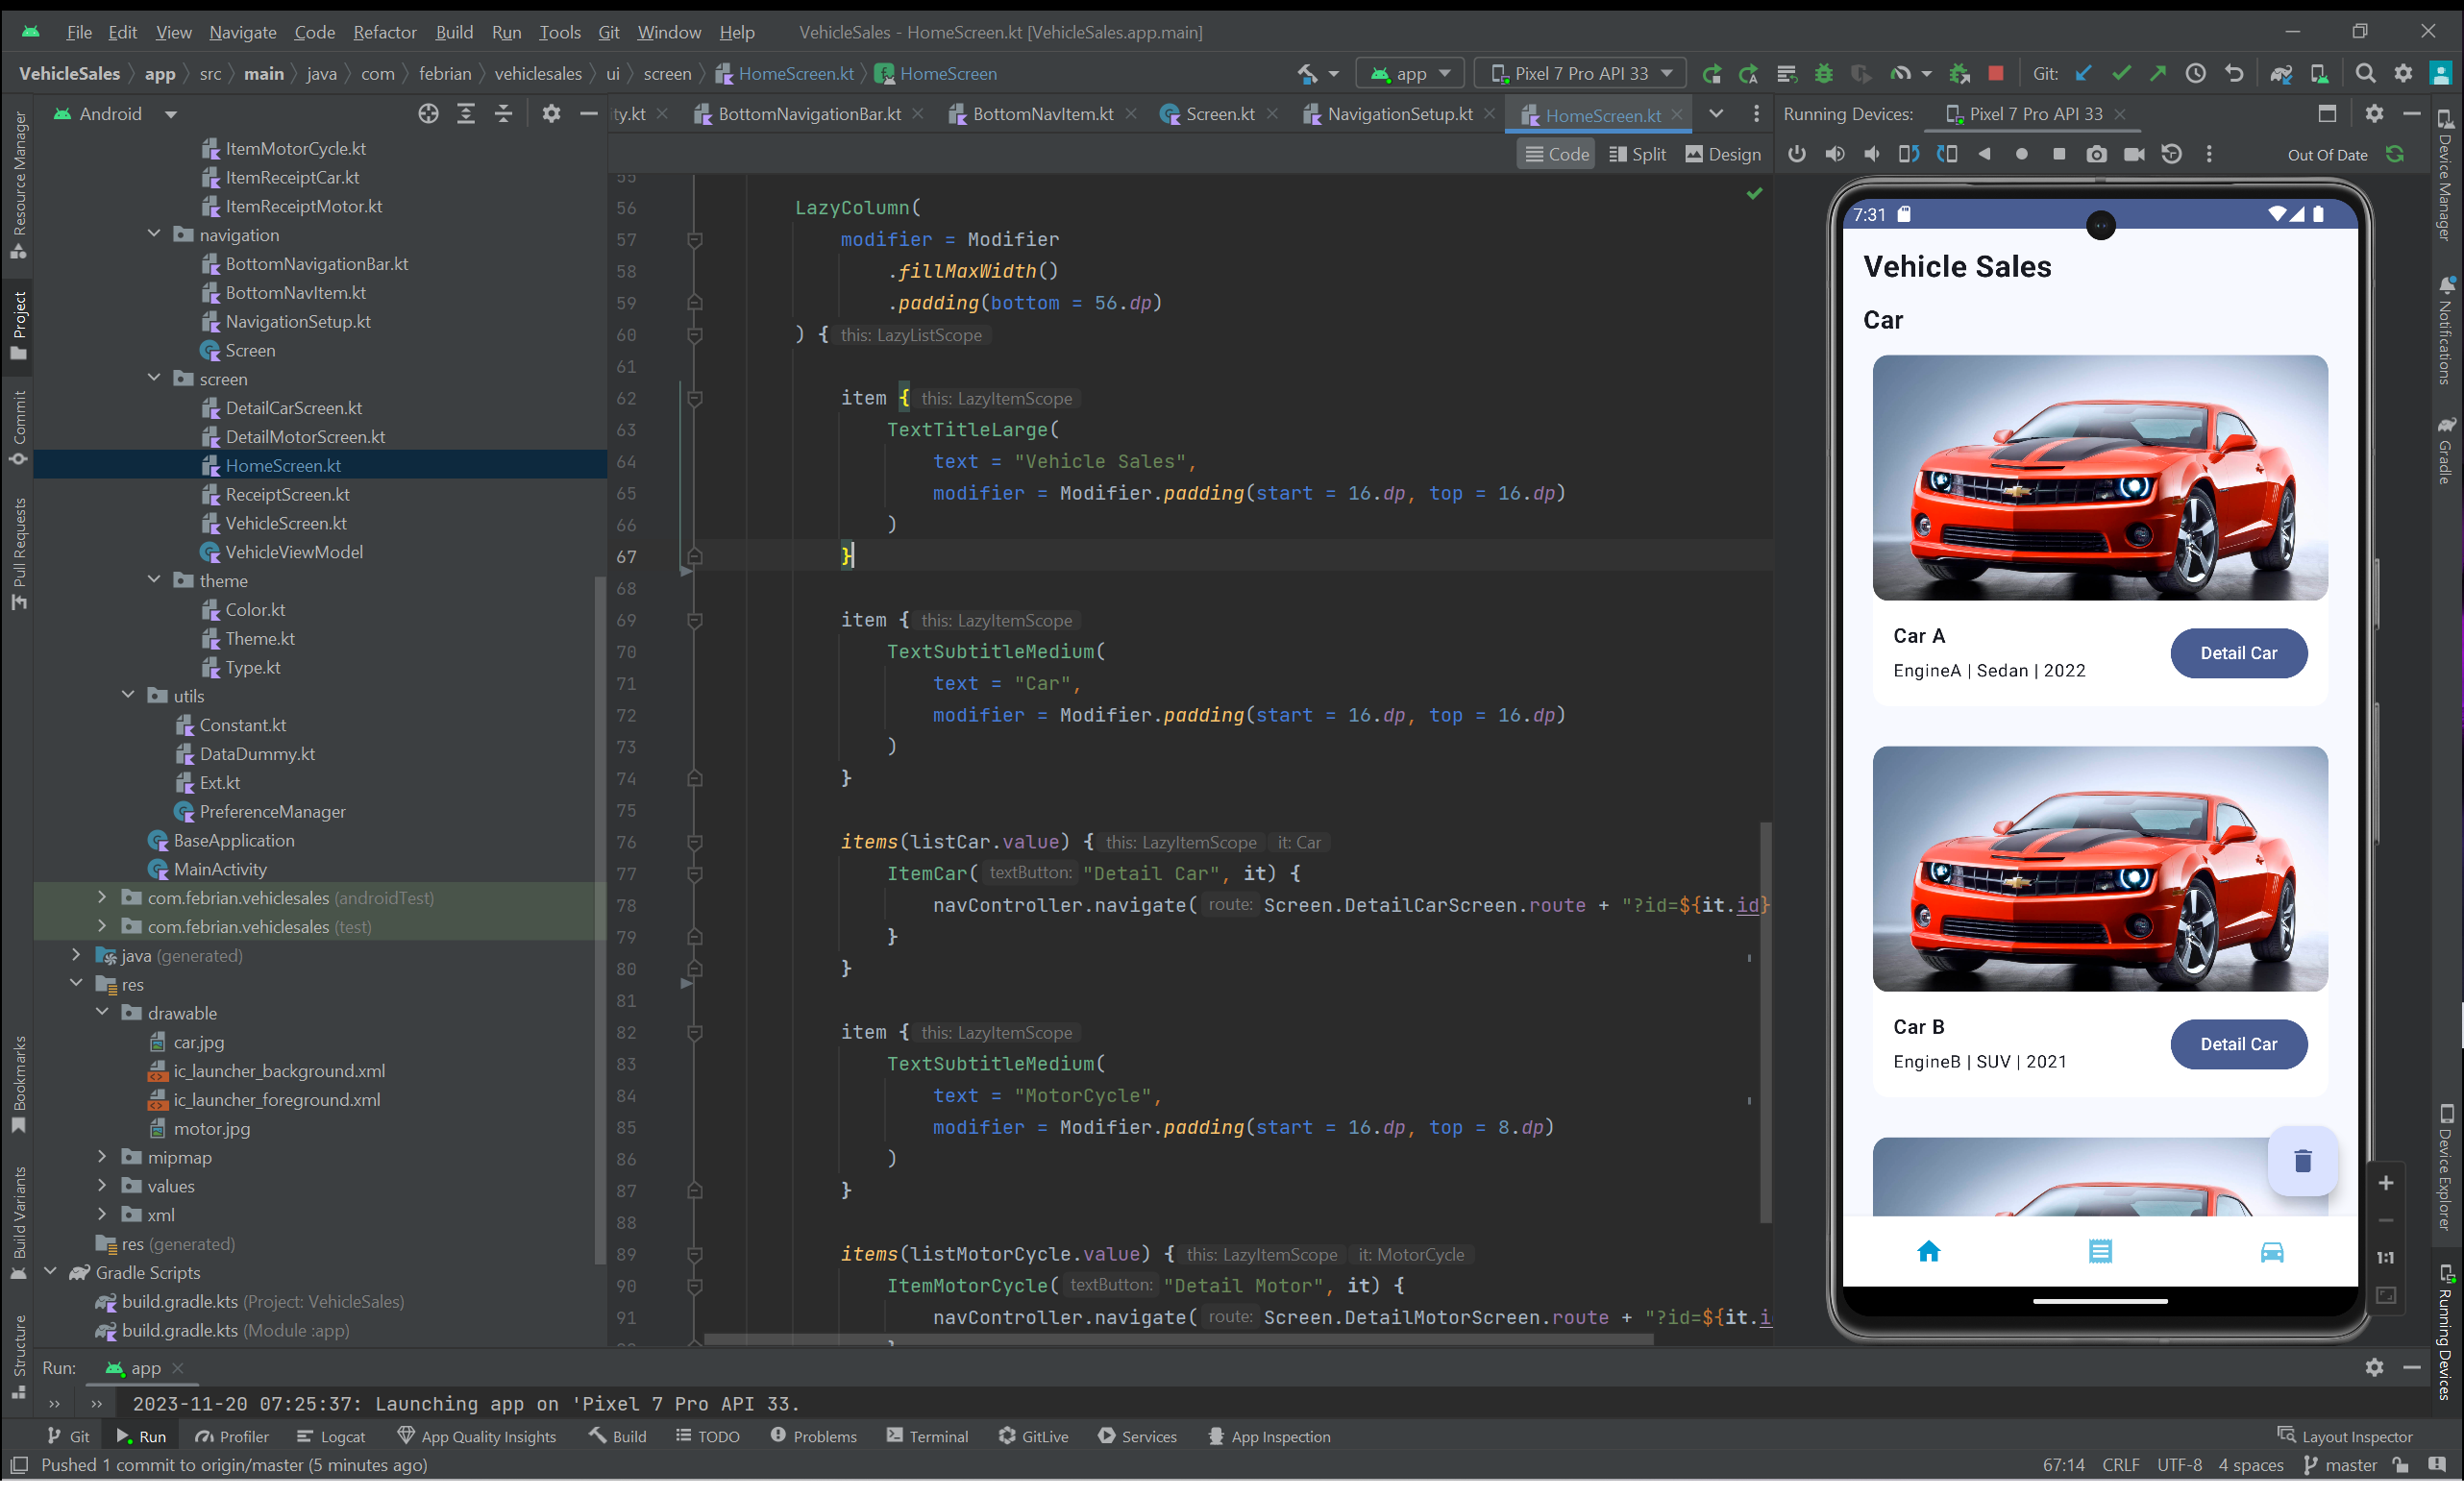 File Edit View Navigate Code Refactor Build Run Tools Git Window Help VehicleSales - HomeScreen.kt [VehicleSales.app.main]
VehicleSales app src main java com febrian vehiclesales ui screen HomeScreen.kt HomeScreen app Pixel 7 Pro API 33 Git:
Android
ty.kt BottomNavigationBar.kt BottomNavItem.kt Screen.kt NavigationSetup.kt HomeScreen.kt
Running Devices: Pixel 7 Pro API 33
Code Split Design
Out Of Date
Resource Manager
Project
Commit
Pull Requests
Bookmarks
Build Variants
Structure
ItemMotorCycle.kt
ItemReceiptCar.kt
ItemReceiptMotor.kt
navigation
BottomNavigationBar.kt
BottomNavItem.kt
NavigationSetup.kt
Screen
screen
DetailCarScreen.kt
DetailMotorScreen.kt
HomeScreen.kt
ReceiptScreen.kt
VehicleScreen.kt
VehicleViewModel
theme
Color.kt
Theme.kt
Type.kt
utils
Constant.kt
DataDummy.kt
Ext.kt
PreferenceManager
BaseApplication
MainActivity
com.febrian.vehiclesales (androidTest)
com.febrian.vehiclesales (test)
java (generated)
res
drawable
car.jpg
ic_launcher_background.xml
ic_launcher_foreground.xml
motor.jpg
mipmap
values
xml
res (generated)
Gradle Scripts
build.gradle.kts (Project: VehicleSales)
build.gradle.kts (Module :app)
55
56 LazyColumn(
57 modifier = Modifier
58 .fillMaxWidth()
59 .padding(bottom = 56.dp)
60 ) { this: LazyListScope
61
62 item { this: LazyItemScope
63 TextTitleLarge(
64 text = "Vehicle Sales",
65 modifier = Modifier.padding(start = 16.dp, top = 16.dp)
66 )
67 }
68
69 item { this: LazyItemScope
70 TextSubtitleMedium(
71 text = "Car",
72 modifier = Modifier.padding(start = 16.dp, top = 16.dp)
73 )
74 }
75
76 items(listCar.value) { this: LazyItemScope it: Car
77 ItemCar( textButton: "Detail Car", it) {
78 navController.navigate( route: Screen.DetailCarScreen.route + "?id=${it.id}
79 }
80 }
81
82 item { this: LazyItemScope
83 TextSubtitleMedium(
84 text = "MotorCycle",
85 modifier = Modifier.padding(start = 16.dp, top = 8.dp)
86 )
87 }
88
89 items(listMotorCycle.value) { this: LazyItemScope it: MotorCycle
90 ItemMotorCycle( textButton: "Detail Motor", it) {
91 navController.navigate( route: Screen.DetailMotorScreen.route + "?id=${it.i
7:31
Vehicle Sales
Car
Car A
EngineA | Sedan | 2022
Detail Car
Car B
EngineB | SUV | 2021
Detail Car
1:1
Device Manager
Notifications
Gradle
Device Explorer
Running Devices
Run: app
2023-11-20 07:25:37: Launching app on 'Pixel 7 Pro API 33.
Git Run Profiler Logcat App Quality Insights Build TODO Problems Terminal GitLive Services App Inspection Layout Inspector
Pushed 1 commit to origin/master (5 minutes ago) 67:14 CRLF UTF-8 4 spaces master